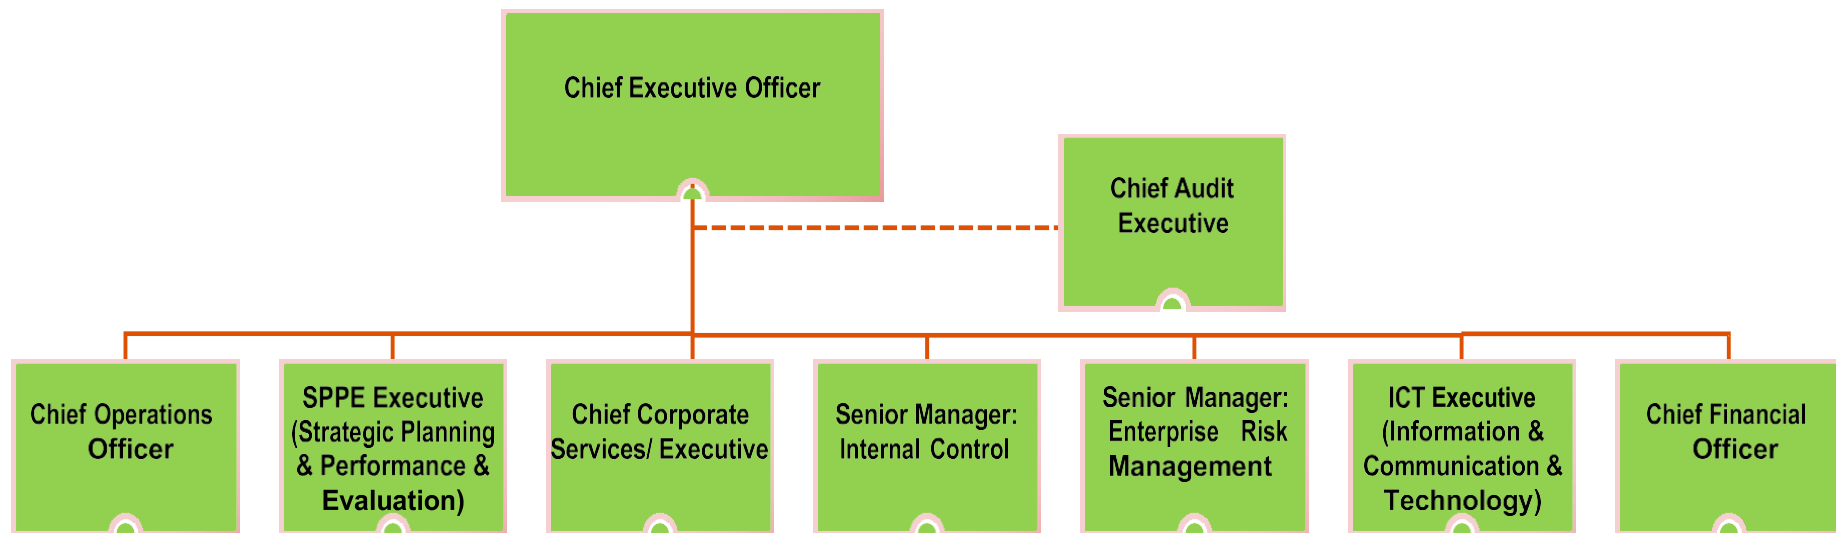 Chief Executive Officer
Chief Audit
Executive
Chief Operations
Officer
SPPE Executive
(Strategic Planning
& Performance &
Evaluation)
Chief Corporate
Services/ Executive
Senior Manager:
Internal Control
Senior Manager:
Enterprise Risk
Management
ICT Executive
(Information &
Communication &
Technology)
Chief Financial
Officer